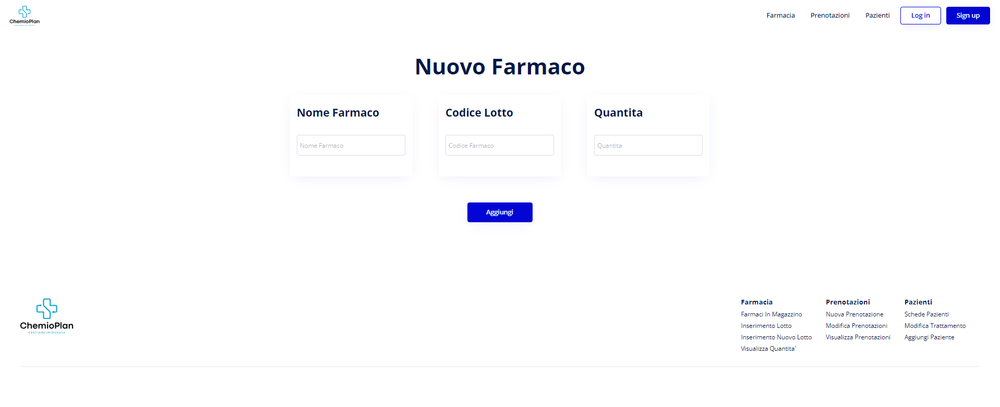 ChemioPlan
GESTIONE INTEGRATA
Farmacia Prenotazioni Pazienti Log in Sign up
Nuovo Farmaco
Nome Farmaco
Nome Farmaco
Codice Lotto
Codice Farmaco
Quantita
Quantita
Aggiungi
ChemioPlan
GESTIONE INTEGRATA
Farmacia
Farmaci In Magazzino
Inserimento Lotto
Inserimento Nuovo Lotto
Visualizza Quantita`
Prenotazioni
Nuova Prenotazione
Modifica Prenotazioni
Visualizza Prenotazioni
Pazienti
Schede Pazienti
Modifica Trattamento
Aggiungi Paziente